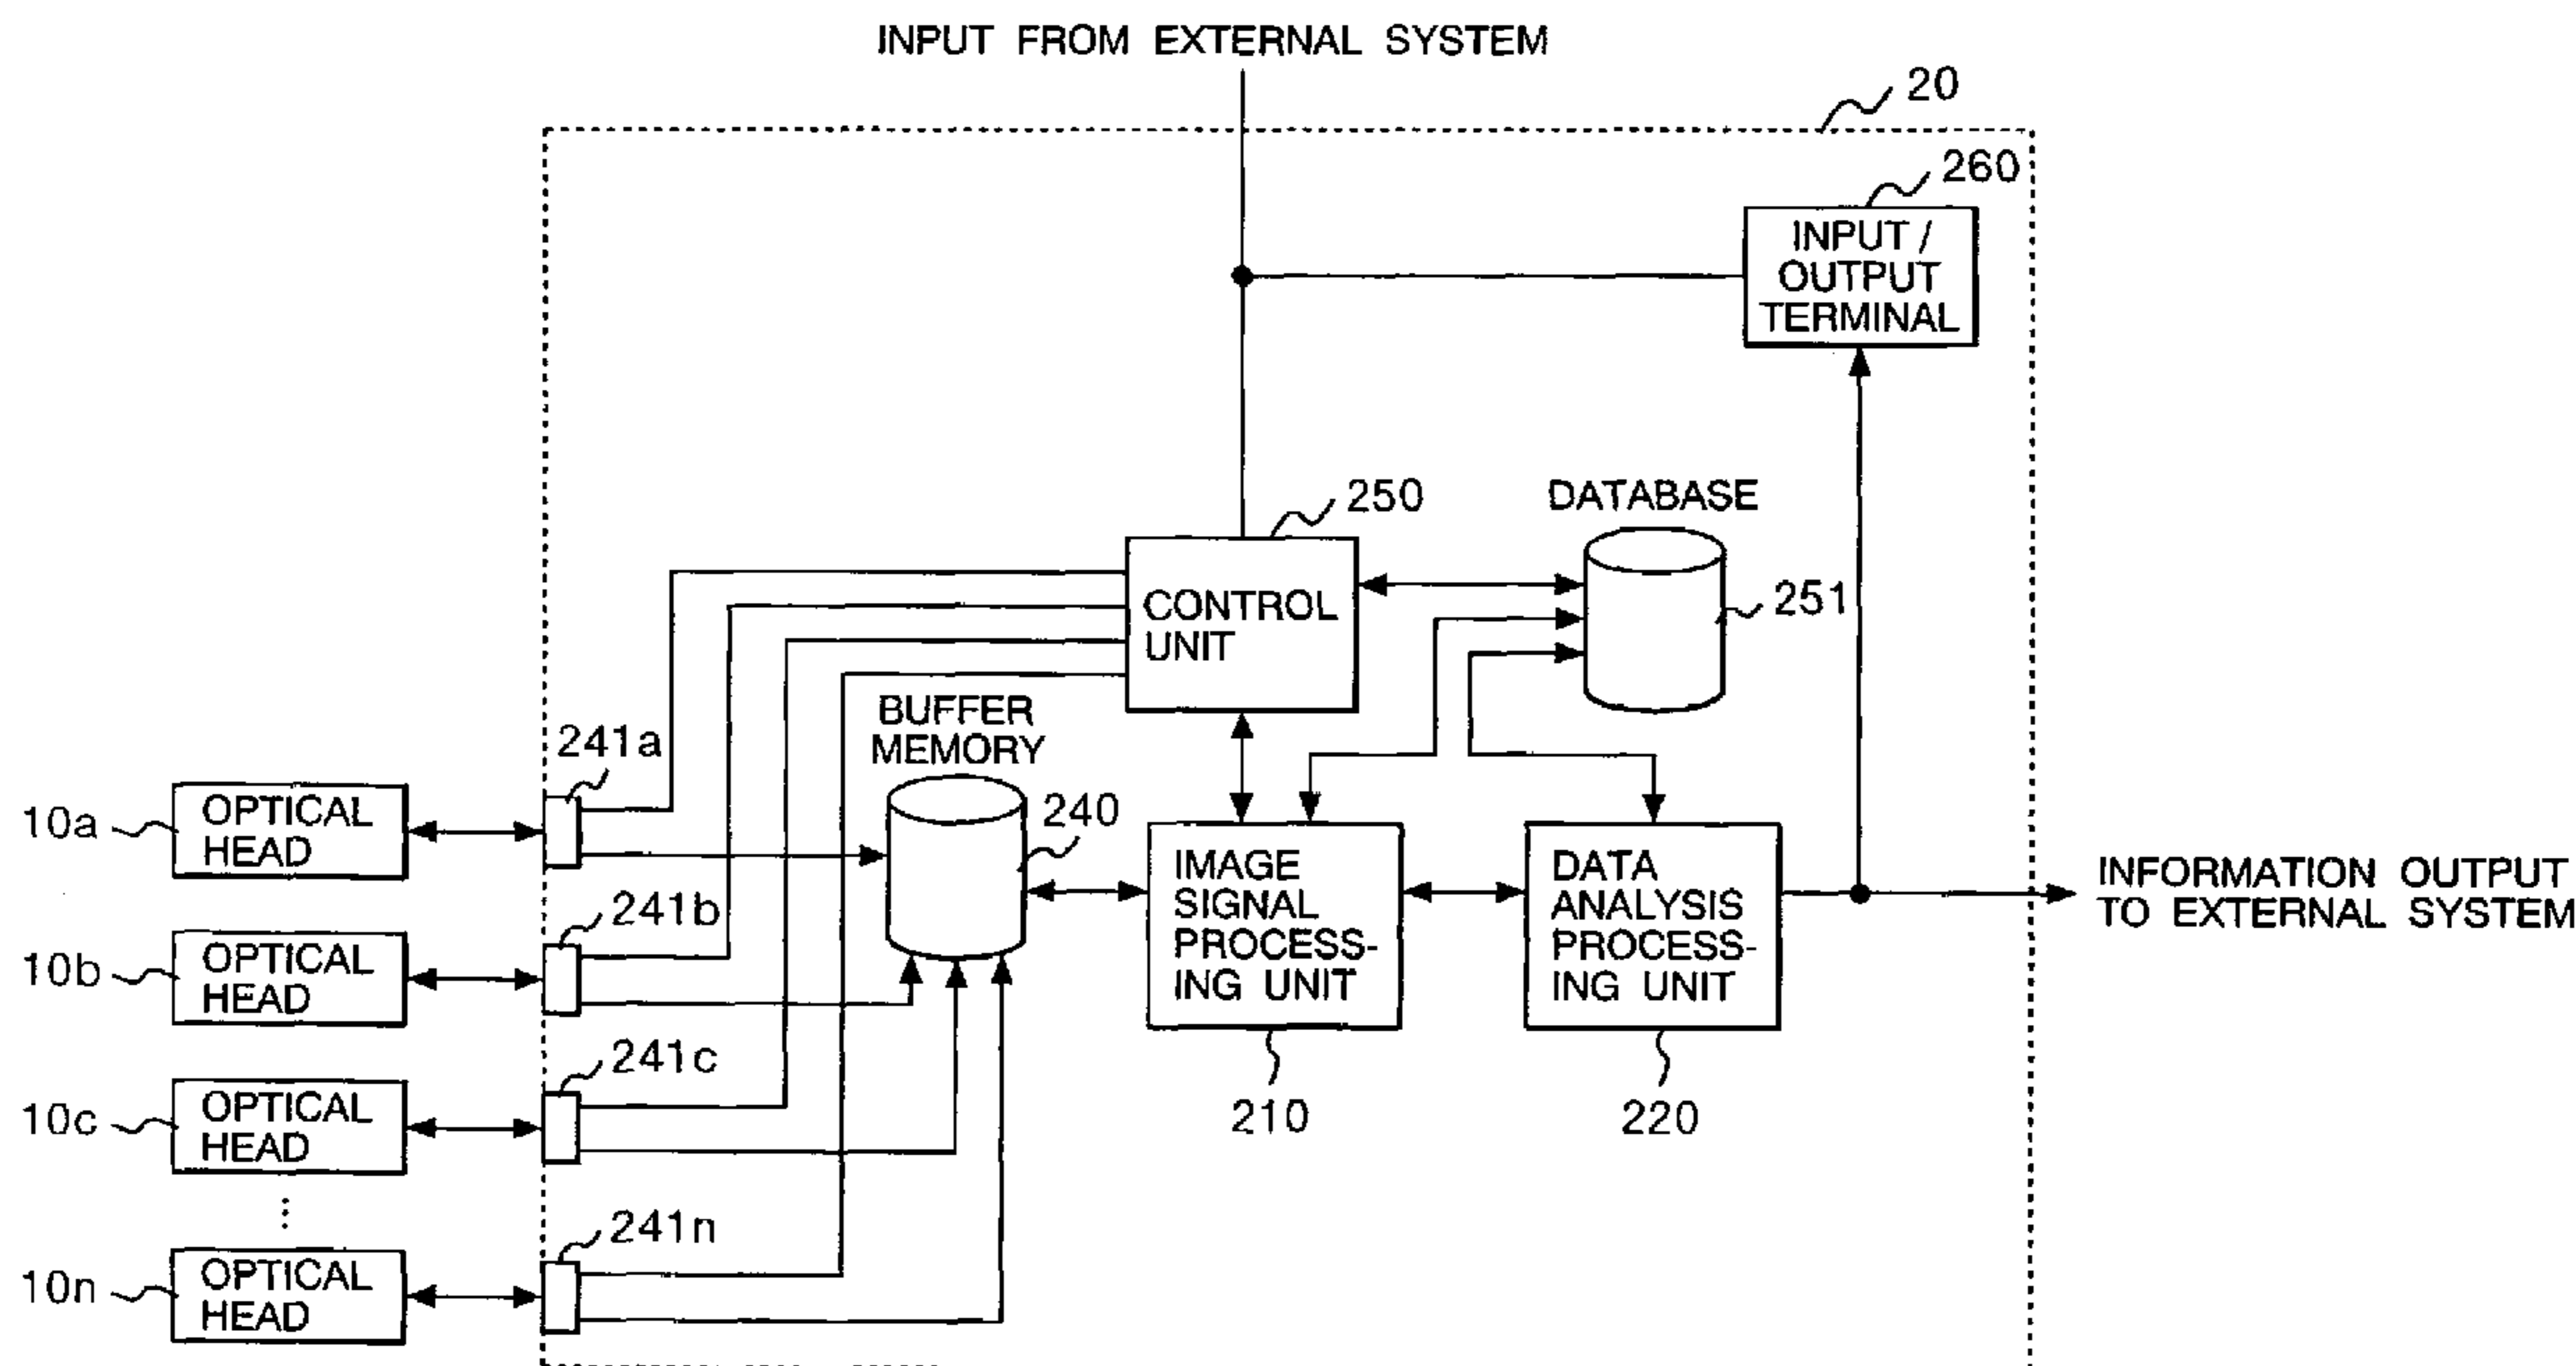 INPUT FROM EXTERNAL SYSTEM
20
260
INPUT /
OUTPUT
TERMINAL
250
DATABASE
CONTROL
UNIT
251
BUFFER
MEMORY
241a
240
10a
OPTICAL
HEAD
IMAGE
SIGNAL
PROCESS-
ING UNIT
DATA
ANALYSIS
PROCESS-
ING UNIT
INFORMATION OUTPUT
TO EXTERNAL SYSTEM
241b
10b
OPTICAL
HEAD
241c
10c
OPTICAL
HEAD
210
220
241n
10n
OPTICAL
HEAD